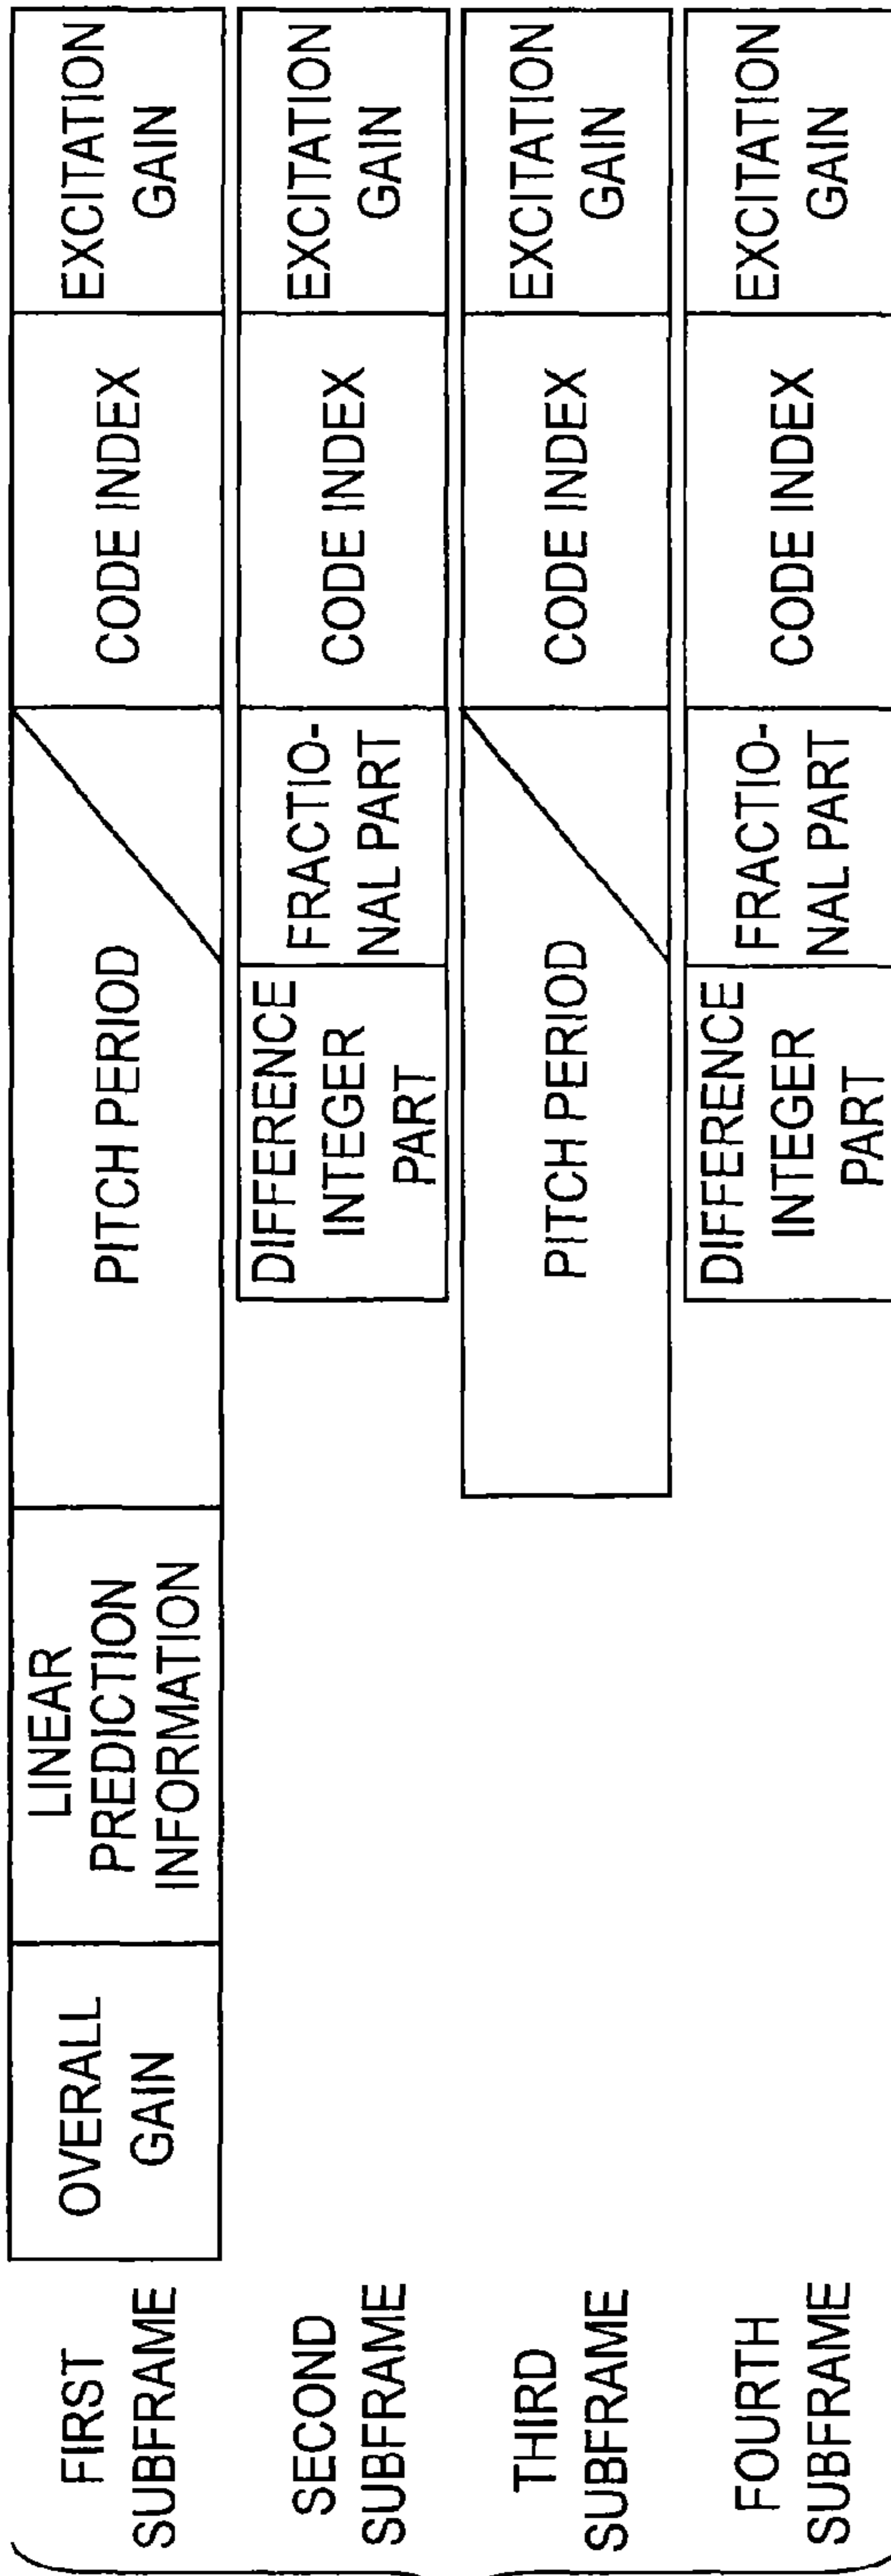 FIRST
SUBFRAME
OVERALL
GAIN
LINEAR
PREDICTION
INFORMATION
PITCH PERIOD
CODE INDEX
EXCITATION
GAIN
SECOND
SUBFRAME
DIFFERENCE
INTEGER
PART
FRACTIO-
NAL PART
CODE INDEX
EXCITATION
GAIN
THIRD
SUBFRAME
PITCH PERIOD
CODE INDEX
EXCITATION
GAIN
FOURTH
SUBFRAME
DIFFERENCE
INTEGER
PART
FRACTIO-
NAL PART
CODE INDEX
EXCITATION
GAIN